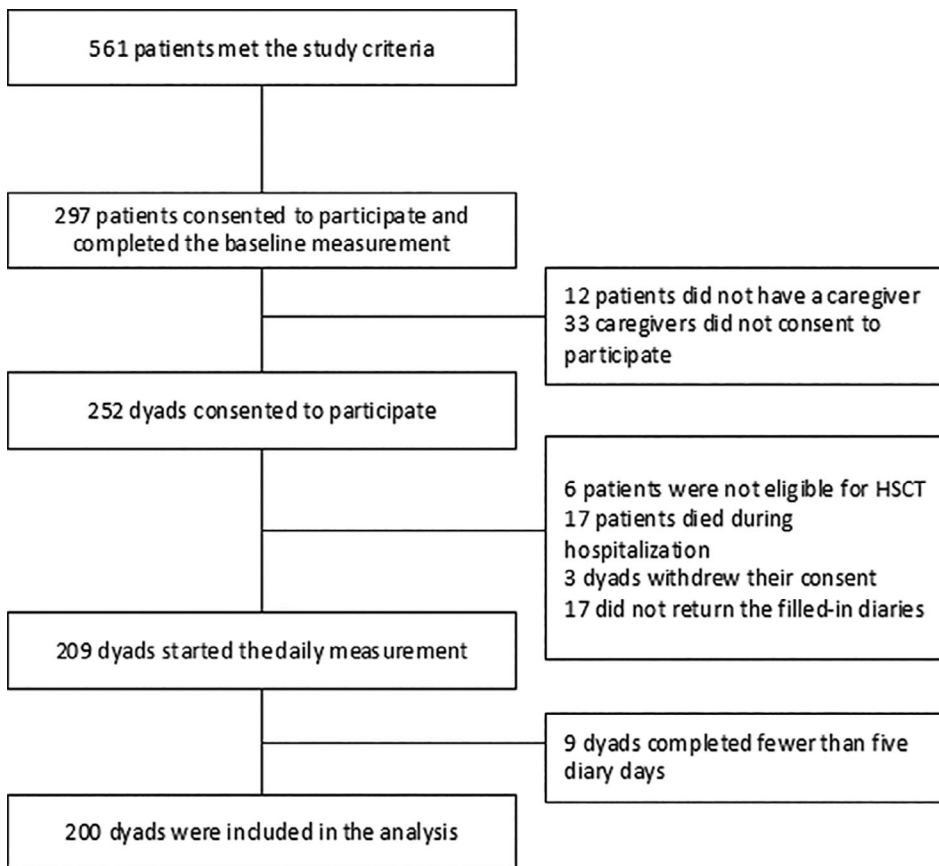 561 patients met the study criteria
297 patients consented to participate and
completed the baseline measurement
12 patients did not have a caregiver
33 caregivers did not consent to
participate
252 dyads consented to participate
6 patients were not eligible for HSCT
17 patients died during
hospitalization
3 dyads withdrew their consent
17 did not return the filled-in diaries
209 dyads started the daily measurement
9 dyads completed fewer than five
diary days
200 dyads were included in the analysis